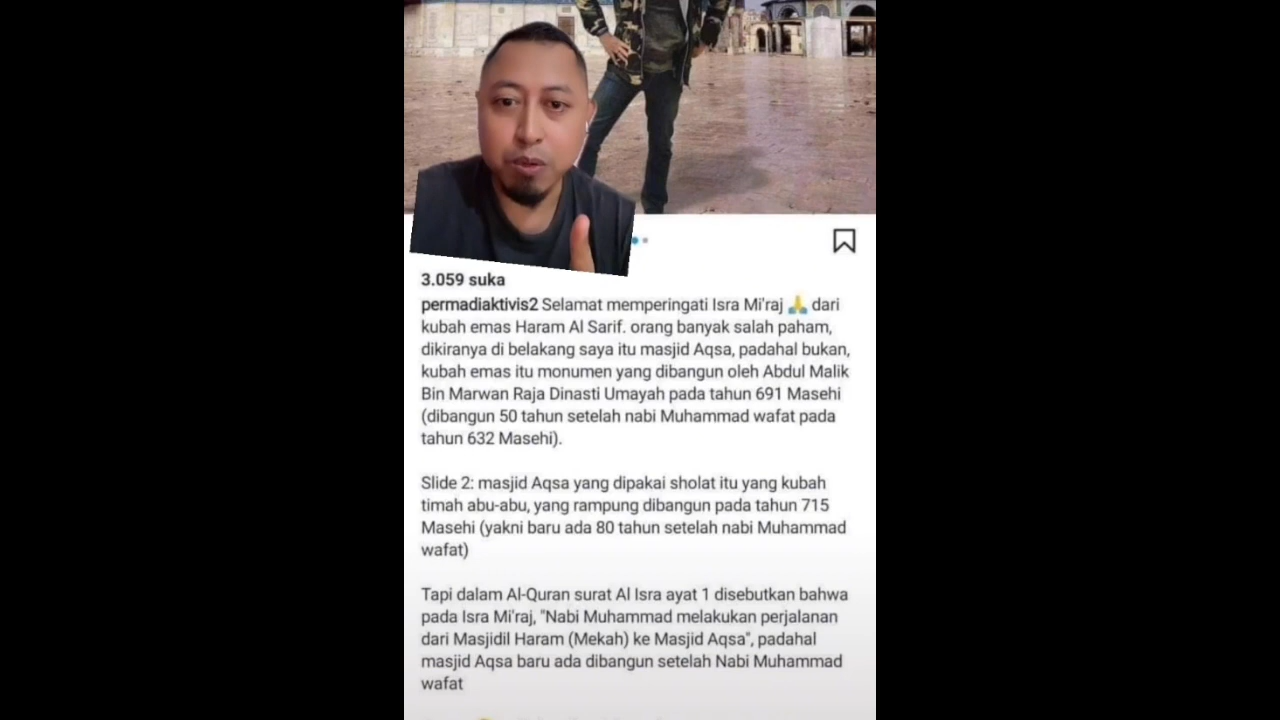 3.059 suka
permadiaktivis2 Selamat memperingati Isra Mi'raj 🙏 dari
kubah emas Haram Al Sarif. orang banyak salah paham,
dikiranya di belakang saya itu masjid Aqsa, padahal bukan,
kubah emas itu monumen yang dibangun oleh Abdul Malik
Bin Marwan Raja Dinasti Umayah pada tahun 691 Masehi
(dibangun 50 tahun setelah nabi Muhammad wafat pada
tahun 632 Masehi).
Slide 2: masjid Aqsa yang dipakai sholat itu yang kubah
timah abu-abu, yang rampung dibangun pada tahun 715
Masehi (yakni baru ada 80 tahun setelah nabi Muhammad
wafat)
Tapi dalam Al-Quran surat Al Isra ayat 1 disebutkan bahwa
pada Isra Mi'raj, "Nabi Muhammad melakukan perjalanan
dari Masjidil Haram (Mekah) ke Masjid Aqsa", padahal
masjid Aqsa baru ada dibangun setelah Nabi Muhammad
wafat